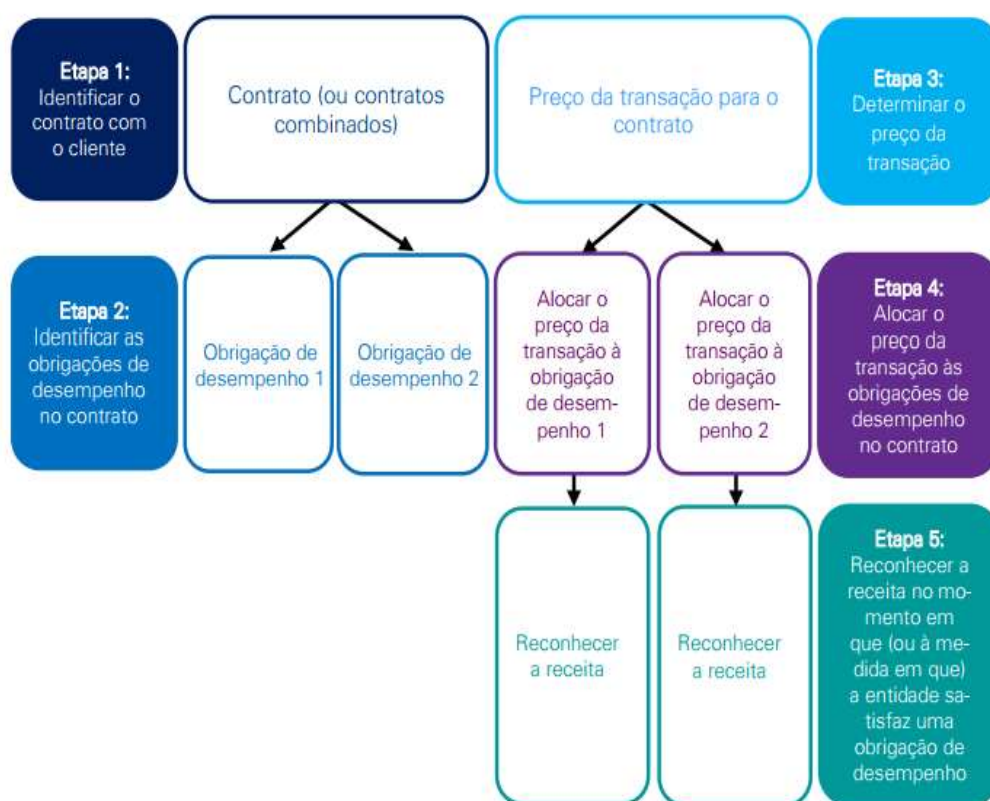 Etapa 1:
Identificar o
contrato com
o cliente
Contrato (ou contratos
combinados)
Preço da transação para o
contrato
Etapa 3:
Determinar o
preço da
transação
Etapa 2:
Identificar as
obrigações de
desempenho
no contrato
Obrigação de
desempenho 1
Obrigação de
desempenho 2
Alocar o
preço da
transação à
obrigação
de desem-
penho 1
Alocar o
preço da
transação à
obrigação
de desem-
penho 2
Etapa 4:
Alocar o
preço da
transação às
obrigações de
desempenho
no contrato
Reconhecer
a receita
Reconhecer
a receita
Etapa 5:
Reconhecer a
receita no mo-
mento em
que (ou à me-
dida em que)
a entidade sa-
tisfaz uma
obrigação de
desempenho